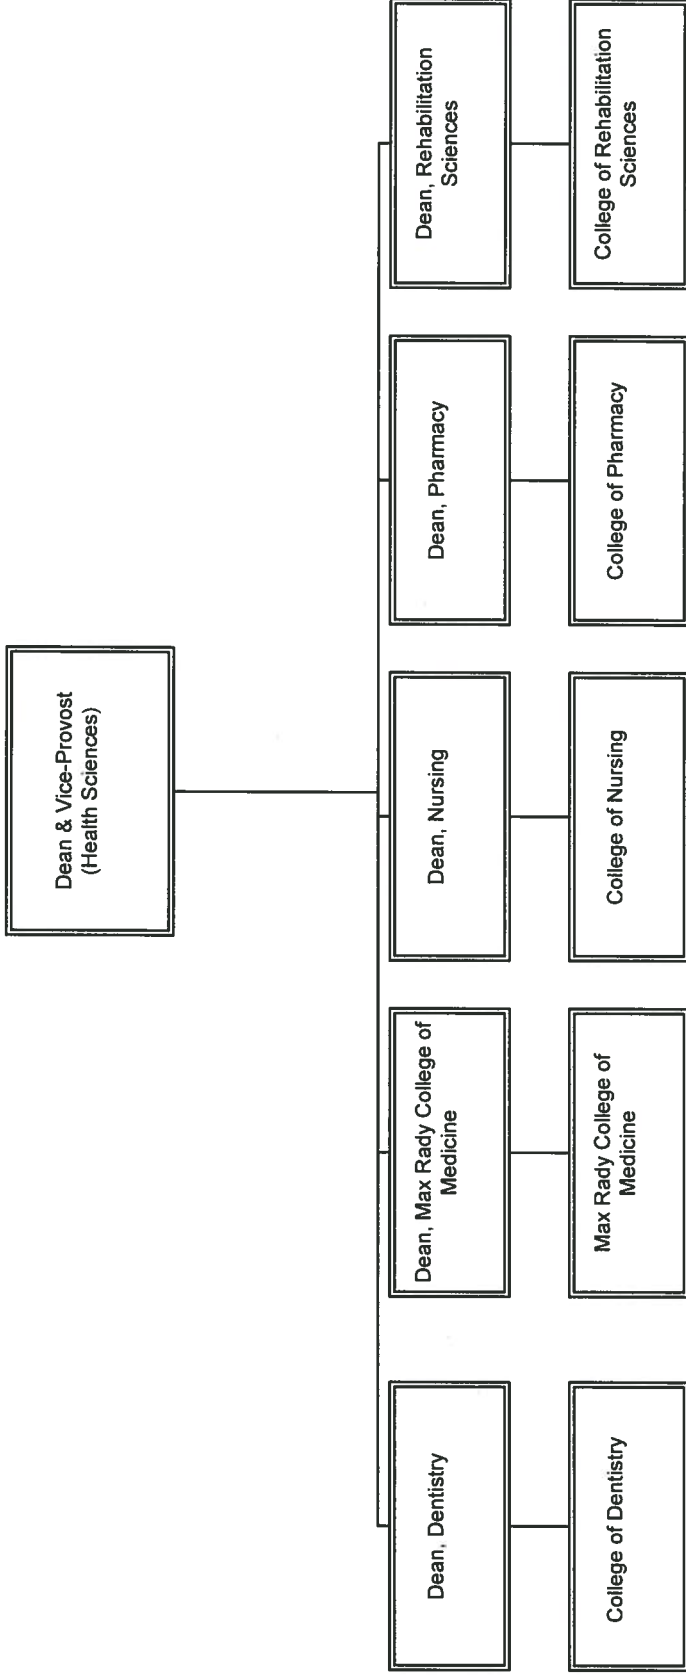 Dean & Vice-Provost
(Health Sciences)
Dean, Dentistry
Dean, Max Rady College of
Medicine
Dean, Nursing
Dean, Pharmacy
Dean, Rehabilitation
Sciences
College of Dentistry
Max Rady College of
Medicine
College of Nursing
College of Pharmacy
College of Rehabilitation
Sciences